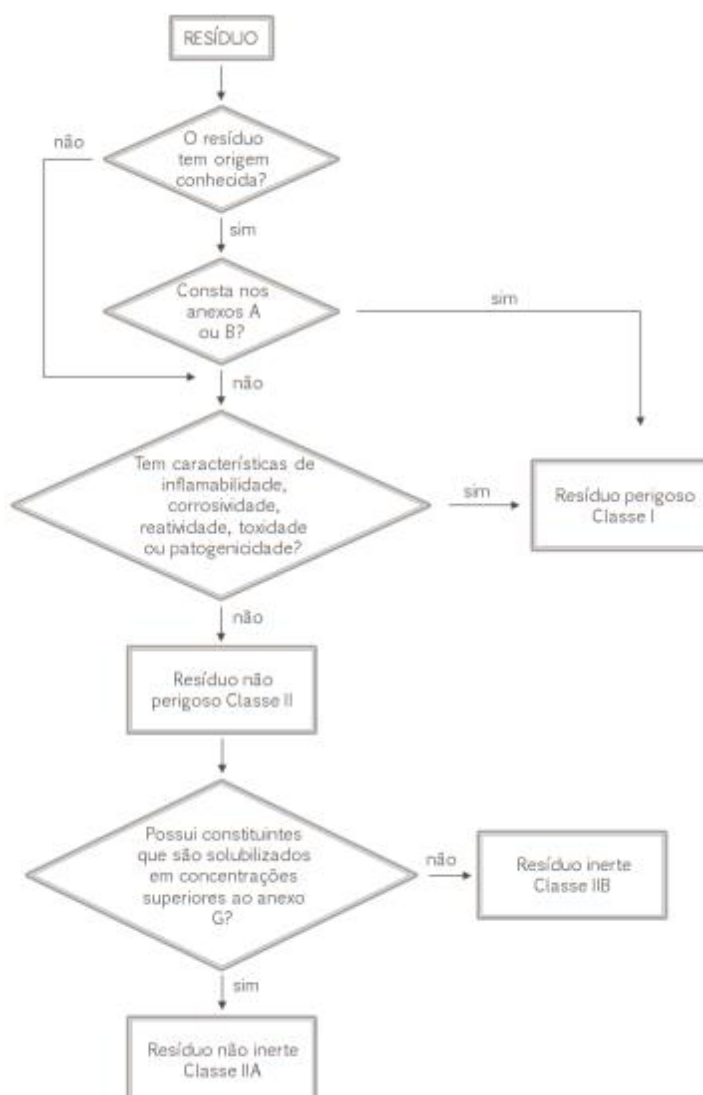 RESÍDUO
não
O resíduo
tem origem
conhecida?
sim
Consta nos
anexos A
ou B?
sim
não
Tem características de
inflamabilidade,
corrosividade,
reatividade, toxidade
ou patogenicidade?
sim
Resíduo perigoso
Classe I
não
Resíduo não
perigoso Classe II
Possui constituintes
que são solubilizados
em concentrações
superiores ao anexo
G?
não
Resíduo inerte
Classe IIB
sim
Resíduo não inerte
Classe IIA